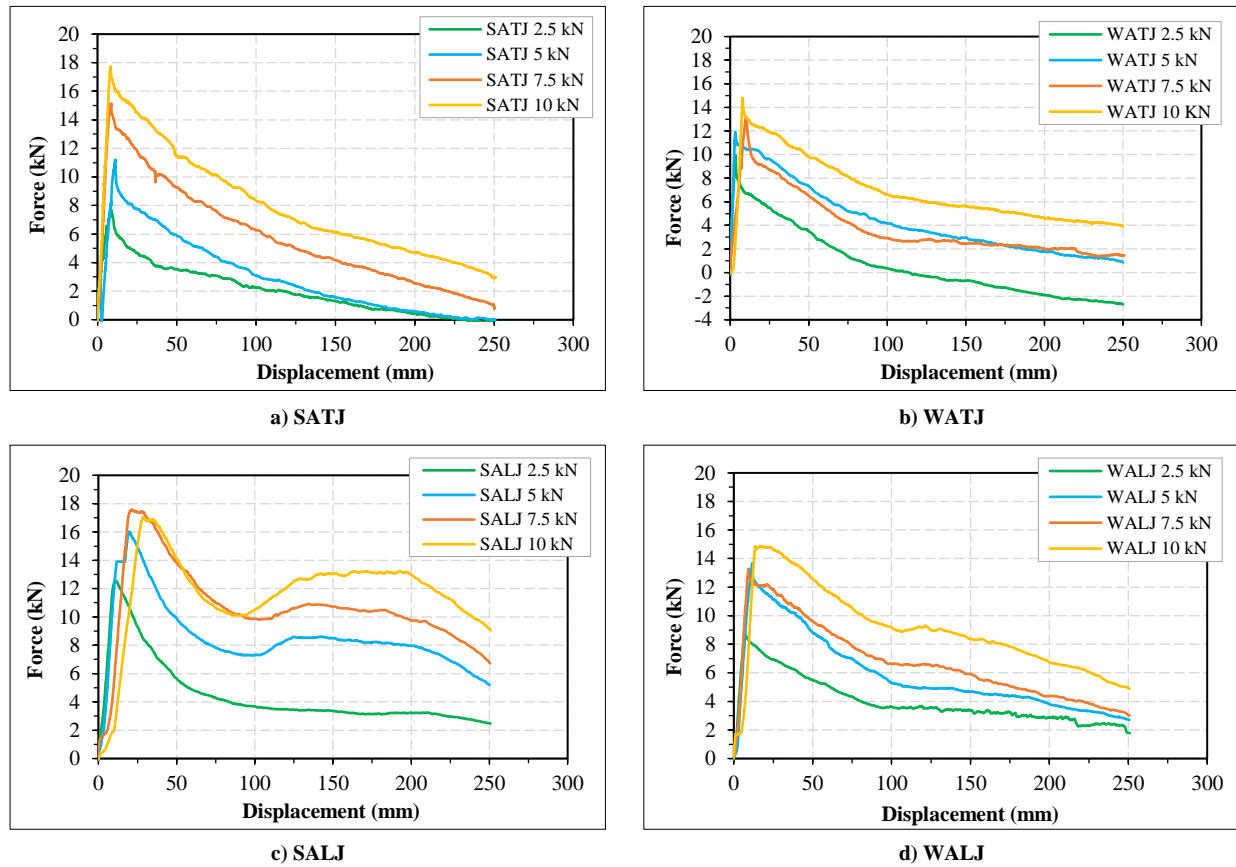 20
18
16
14
12
10
8
6
4
2
0
0 50 100 150 200 250 300
Force (kN)
Displacement (mm)
SATJ 2.5 kN
SATJ 5 kN
SATJ 7.5 kN
SATJ 10 kN
a) SATJ
20
18
16
14
12
10
8
6
4
2
0
-2
-4
0 50 100 150 200 250 300
Force (kN)
Displacement (mm)
WATJ 2.5 kN
WATJ 5 kN
WATJ 7.5 kN
WATJ 10 KN
b) WATJ
20
18
16
14
12
10
8
6
4
2
0
0 50 100 150 200 250 300
Force (kN)
Displacement (mm)
SALJ 2.5 kN
SALJ 5 kN
SALJ 7.5 kN
SALJ 10 kN
c) SALJ
20
18
16
14
12
10
8
6
4
2
0
0 50 100 150 200 250 300
Force (kN)
Displacement (mm)
WALJ 2.5 kN
WALJ 5 kN
WALJ 7.5 kN
WALJ 10 kN
d) WALJ